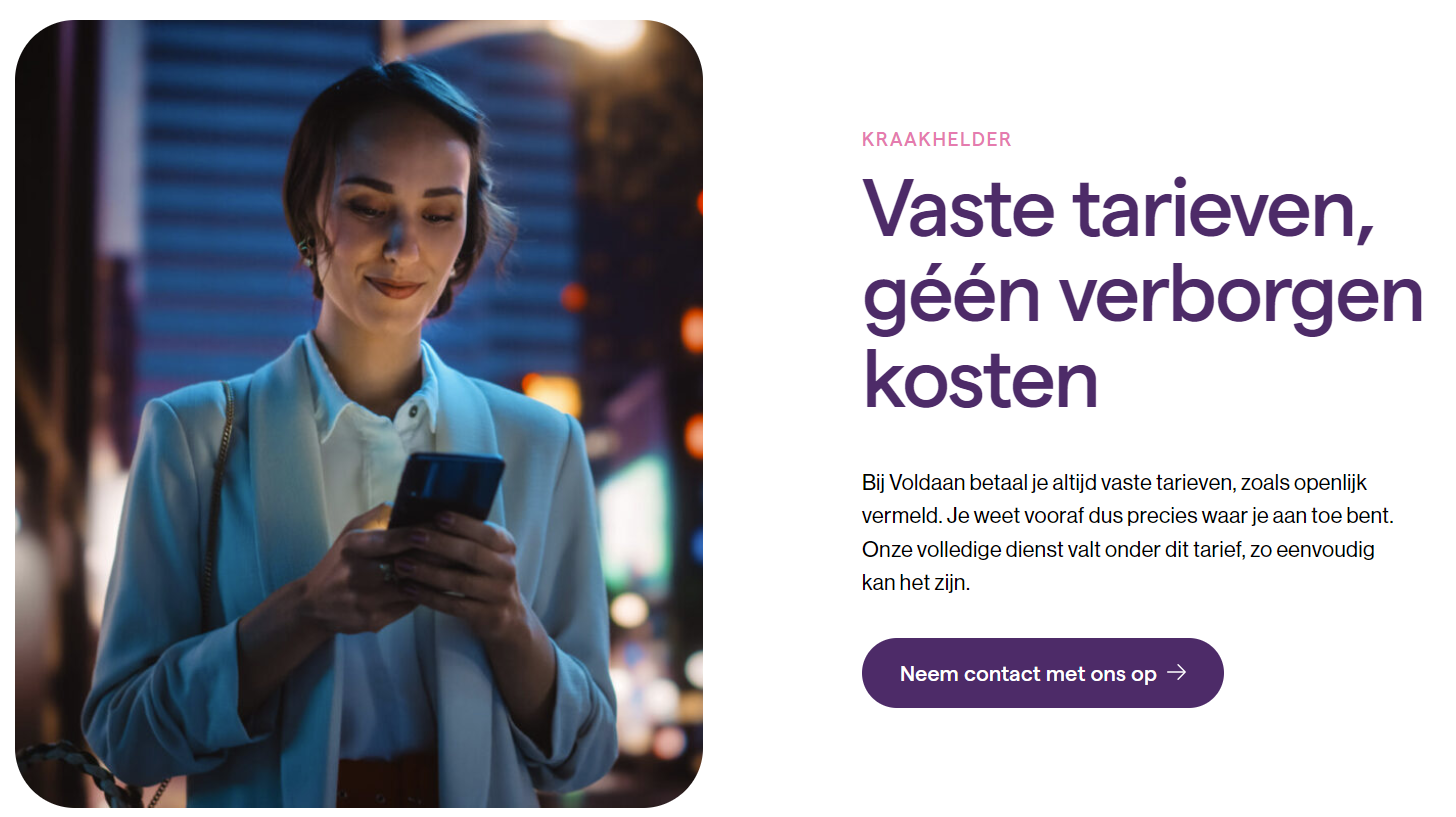 KRAAKHELDER
Vaste tarieven,
géén verborgen
kosten
Bij Voldaan betaal je altijd vaste tarieven, zoals openlijk
vermeld. Je weet vooraf dus precies waar je aan toe bent.
Onze volledige dienst valt onder dit tarief, zo eenvoudig
kan het zijn.
Neem contact met ons op →